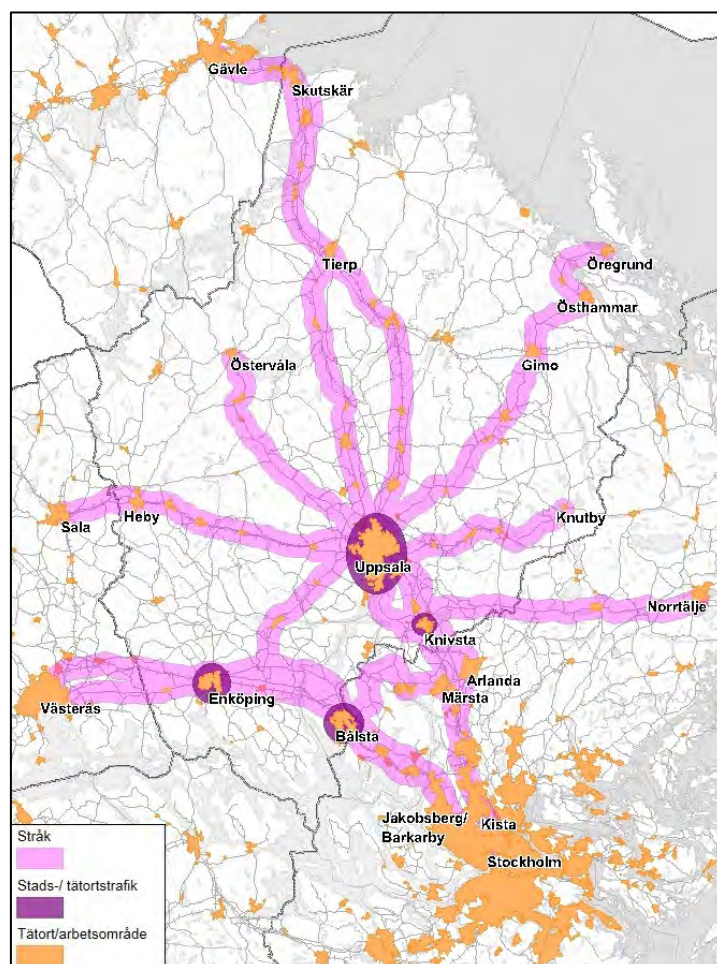 Gävle
Skutskär
Tierp
Öregrund
Östhammar
Östervåla
Gimo
Sala
Heby
Knutby
Uppsala
Norrtälje
Knivsta
Arlanda
Märsta
Västerås
Enköping
Bålsta
Jakobsberg/
Barkarby
Kista
Stockholm
Stråk
Stads-/ tätortstrafik
Tätort/arbetsområde